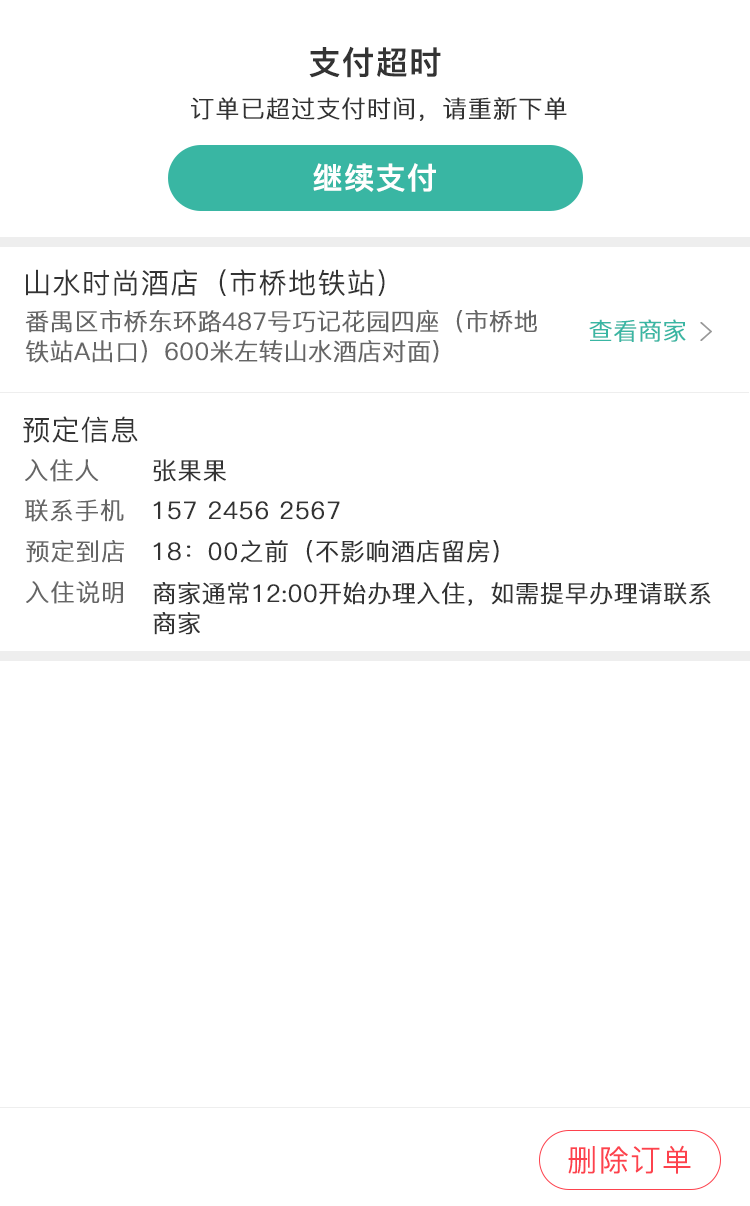 支付超时
订单已超过支付时间，请重新下单
继续支付
山水时尚酒店（市桥地铁站）
番禺区市桥东环路487号巧记花园四座（市桥地
铁站A出口）600米左转山水酒店对面）
查看商家
预定信息
入住人 张果果
联系手机 157 2456 2567
预定到店 18：00之前（不影响酒店留房）
入住说明 商家通常12:00开始办理入住，如需提早办理请联系
商家
删除订单